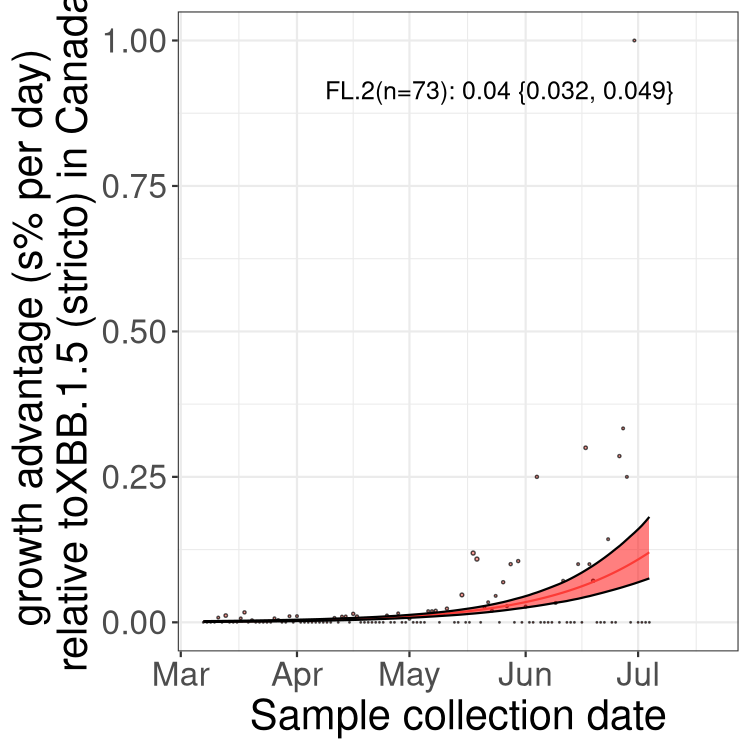 growth advantage (s% per day)
relative toXBB.1.5 (stricto) in Canada
1.00
0.75
0.50
0.25
0.00
FL.2(n=73): 0.04 {0.032, 0.049}
Mar Apr May Jun Jul
Sample collection date